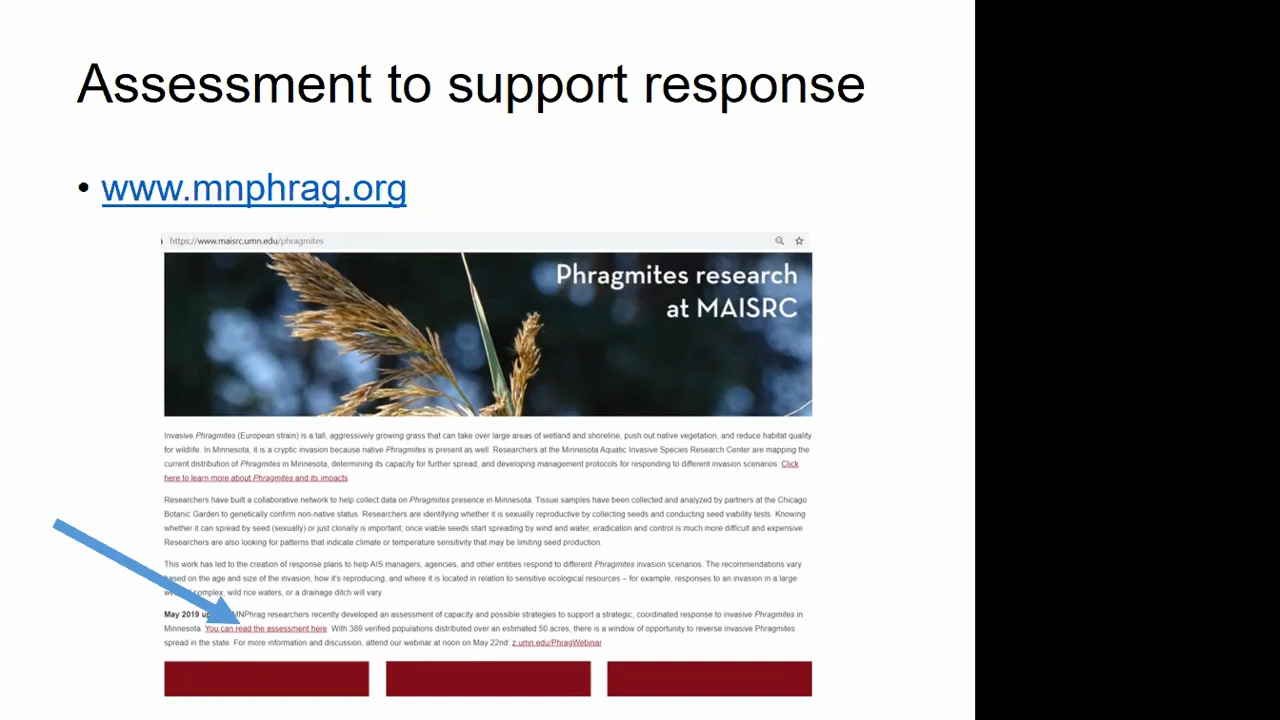 Assessment to support response
• www.mnphrag.org
https://www.maisrc.umn.edu/phragmites
Phragmites research
at MAISRC
Invasive Phragmites (European strain) is a tall, aggressively growing grass that can take over large areas of wetland and shoreline, push out native vegetation, and reduce habitat quality
for wildlife. In Minnesota, it is a cryptic invasion because native Phragmites is present as well. Researchers at the Minnesota Aquatic Invasive Species Research Center are mapping the
current distribution of Phragmites in Minnesota, determining its capacity for further spread, and developing management protocols for responding to different invasion scenarios. Click
here to learn more about Phragmites and its impacts
Researchers have built a collaborative network to help collect data on Phragmites presence in Minnesota. Tissue samples have been collected and analyzed by partners at the Chicago
Botanic Garden to genetically confirm non-native status. Researchers are identifying whether it is sexually reproductive by collecting seeds and conducting seed viability tests. Knowing
whether it can spread by seed (sexually) or just clonally is important; once viable seeds start spreading by wind and water, eradication and control is much more difficult and expensive.
Researchers are also looking for patterns that indicate climate or temperature sensitivity that may be limiting seed production.
This work has led to the creation of response plans to help AIS managers, agencies, and other entities respond to different Phragmites invasion scenarios. The recommendations vary
based on the age and size of the invasion, how it's reproducing, and where it is located in relation to sensitive ecological resources – for example, responses to an invasion in a large
complex, wild rice waters, or a drainage ditch will vary.
May 2019 MNPhrag researchers recently developed an assessment of capacity and possible strategies to support a strategic, coordinated response to invasive Phragmites in
Minnesota. You can read the assessment here. With 389 verified populations distributed over an estimated 50 acres, there is a window of opportunity to reverse invasive Phragmites
spread in the state. For more information and discussion, attend our webinar at noon on May 22nd. z.umn.edu/PhragWebinar